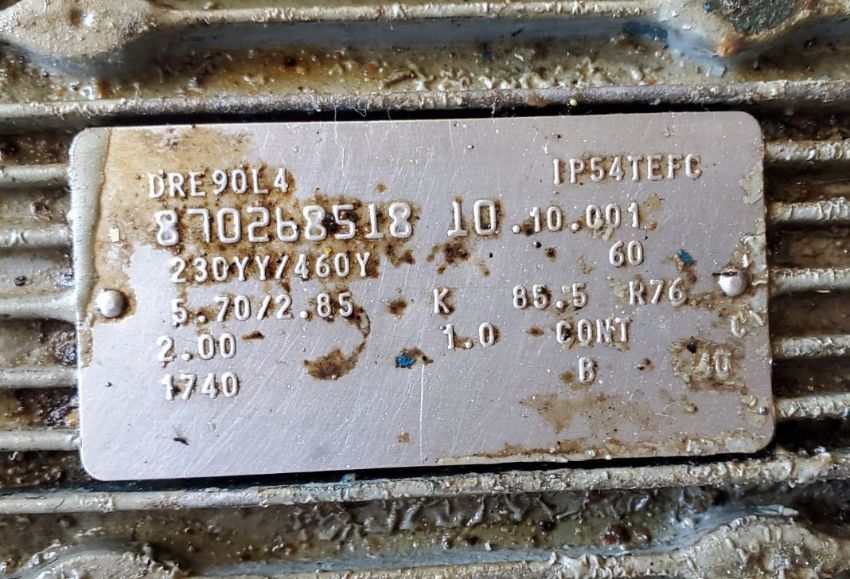 DRE90L4 IP54TEFC
870268518 10.10.001
230YY/460Y 60
5.70/2.85 K 85.5 R76
2.00 1.0 CONT
1740 B 40